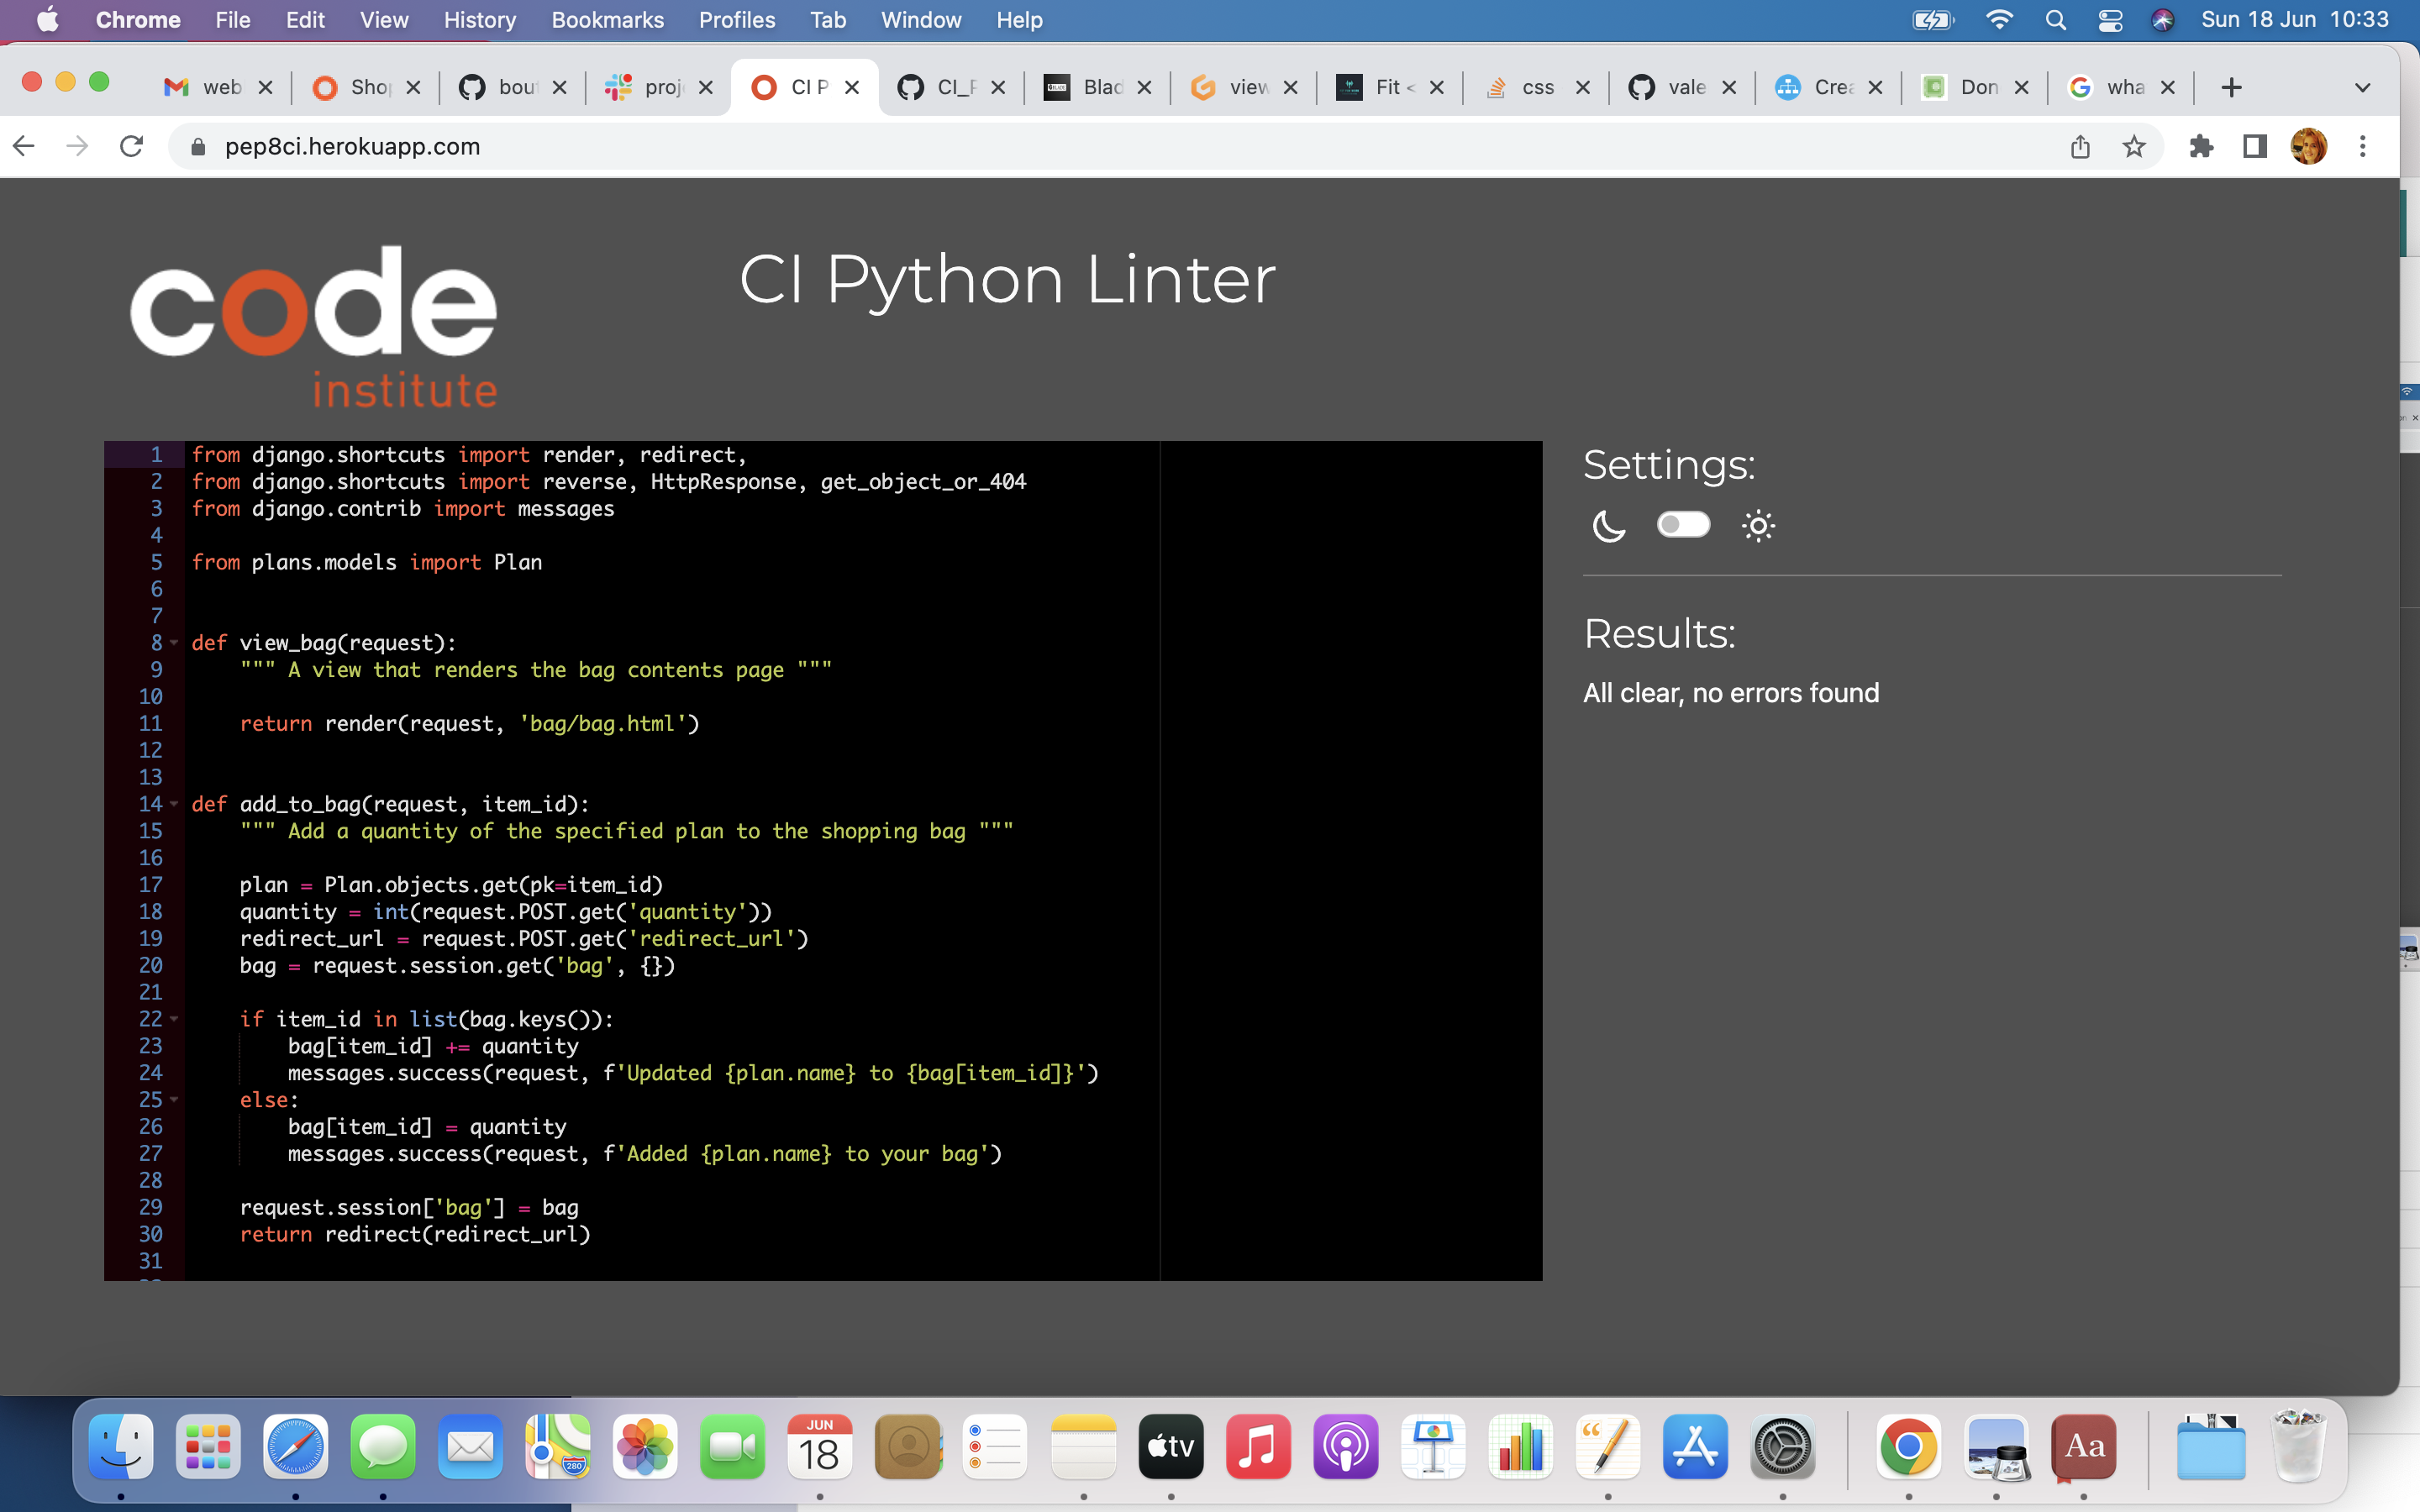 Chrome File Edit View History Bookmarks Profiles Tab Window Help Sun 18 Jun 10:33
web Sho bou proj CI P CI_F Blad view Fit < css vale Crea Don wha
pep8ci.herokuapp.com
code
institute
CI Python Linter
1 from django.shortcuts import render, redirect,
2 from django.shortcuts import reverse, HttpResponse, get_object_or_404
3 from django.contrib import messages
4
5 from plans.models import Plan
6
7
8 def view_bag(request):
9 """ A view that renders the bag contents page """
10
11 return render(request, 'bag/bag.html')
12
13
14 def add_to_bag(request, item_id):
15 """ Add a quantity of the specified plan to the shopping bag """
16
17 plan = Plan.objects.get(pk=item_id)
18 quantity = int(request.POST.get('quantity'))
19 redirect_url = request.POST.get('redirect_url')
20 bag = request.session.get('bag', {})
21
22 if item_id in list(bag.keys()):
23 bag[item_id] += quantity
24 messages.success(request, f'Updated {plan.name} to {bag[item_id]}')
25 else:
26 bag[item_id] = quantity
27 messages.success(request, f'Added {plan.name} to your bag')
28
29 request.session['bag'] = bag
30 return redirect(redirect_url)
31
Settings:
Results:
All clear, no errors found
JUN
18
280
tv
Aa